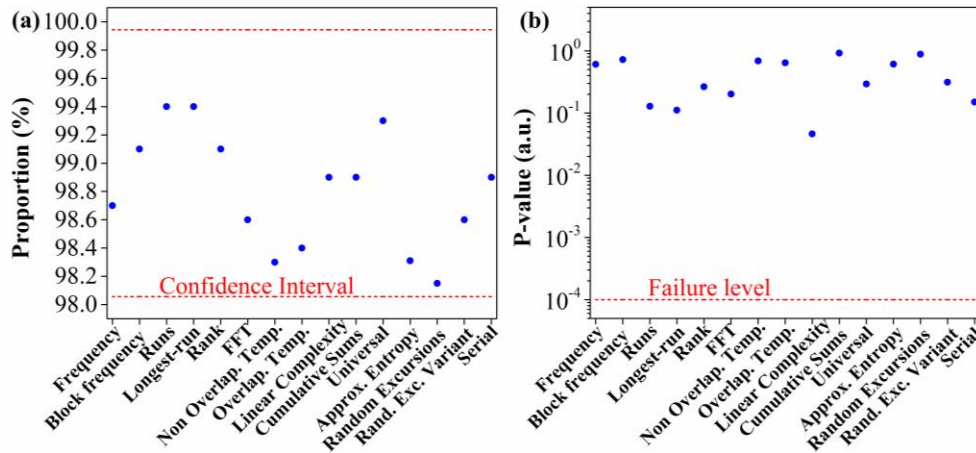 (a)
100.0
99.8
99.6
99.4
99.2
99.0
98.8
98.6
98.4
98.2
98.0
Proportion (%)
Confidence Interval
Frequency
Block frequency
Runs
Longest-run
Rank
FFT
Non Overlap. Temp.
Overlap. Temp.
Linear Complexity
Cumulative Sums
Universal
Approx. Entropy
Random Excursions
Rand. Exc. Variant
Serial
(b)
10^0
10^-1
10^-2
10^-3
10^-4
P-value (a.u.)
Failure level
Frequency
Block frequency
Runs
Longest-run
Rank
FFT
Non Overlap. Temp.
Overlap. Temp.
Linear Complexity
Cumulative Sums
Universal
Approx. Entropy
Random Excursions
Rand. Exc. Variant
Serial